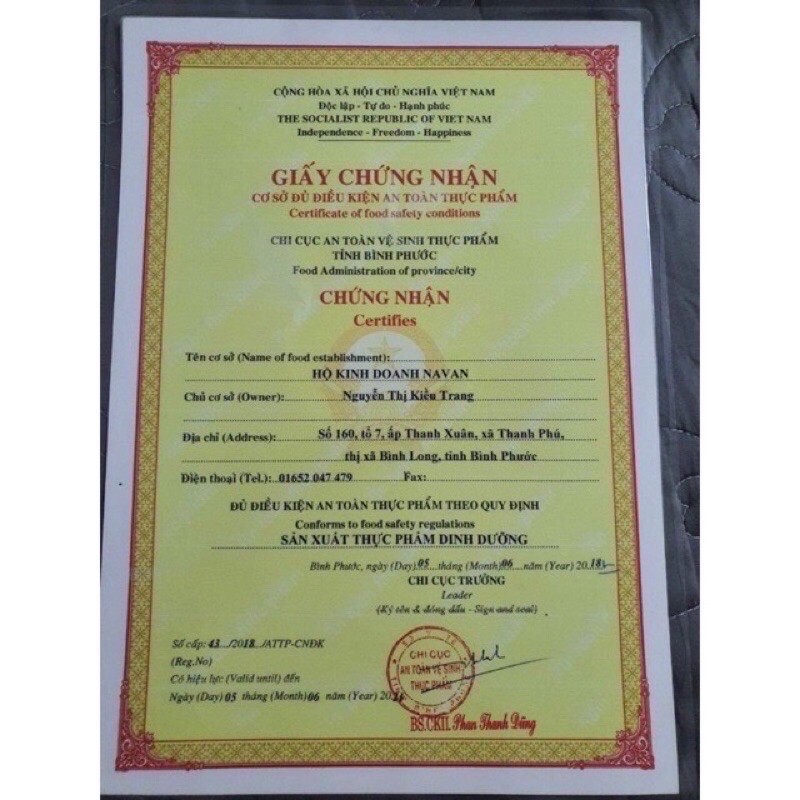 CỘNG HÒA XÃ HỘI CHỦ NGHĨA VIỆT NAM
Độc lập - Tự do - Hạnh phúc
THE SOCIALIST REPUBLIC OF VIET NAM
Independence - Freedom - Happiness
GIẤY CHỨNG NHẬN
CƠ SỞ ĐỦ ĐIỀU KIỆN AN TOÀN THỰC PHẨM
Certificate of food safety conditions
CHI CỤC AN TOÀN VỆ SINH THỰC PHẨM
TỈNH BÌNH PHƯỚC
Food Administration of province/city
CHỨNG NHẬN
Certifies
Tên cơ sở (Name of food establishment):
HỘ KINH DOANH NAVAN
Chủ cơ sở (Owner): Nguyễn Thị Kiều Trang
Địa chỉ (Address): Số 160, tổ 7, ấp Thanh Xuân, xã Thanh Phú,
thị xã Bình Long, tỉnh Bình Phước
Điện thoại (Tel.): 01652 047 479 Fax:
ĐỦ ĐIỀU KIỆN AN TOÀN THỰC PHẨM THEO QUY ĐỊNH
Conforms to food safety regulations
SẢN XUẤT THỰC PHẨM DINH DƯỠNG
Bình Phước, ngày (Day) 05 tháng (Month) 06 năm (Year) 2018
CHI CỤC TRƯỞNG
Leader
(Ký tên & đóng dấu - Sign and seal)
Số cấp: 43 /2018 /ATTP-CNĐK
(Reg.No)
Có hiệu lực (Valid until) đến
Ngày (Day) 05 tháng (Month) 06 năm (Year)
CHI CỤC
AN TOÀN VỆ SINH
THỰC PHẨM
BS.CKII. Phan Thanh Dũng